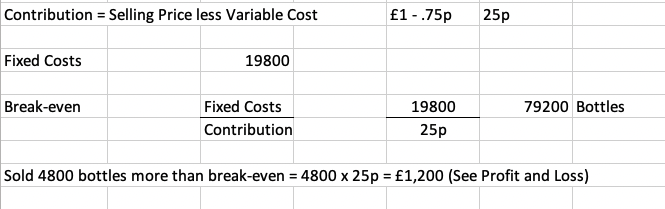 Contribution = Selling Price less Variable Cost £1 - .75p 25p
Fixed Costs 19800
Break-even Fixed Costs 19800 79200 Bottles
Contribution 25p
Sold 4800 bottles more than break-even = 4800 x 25p = £1,200 (See Profit and Loss)